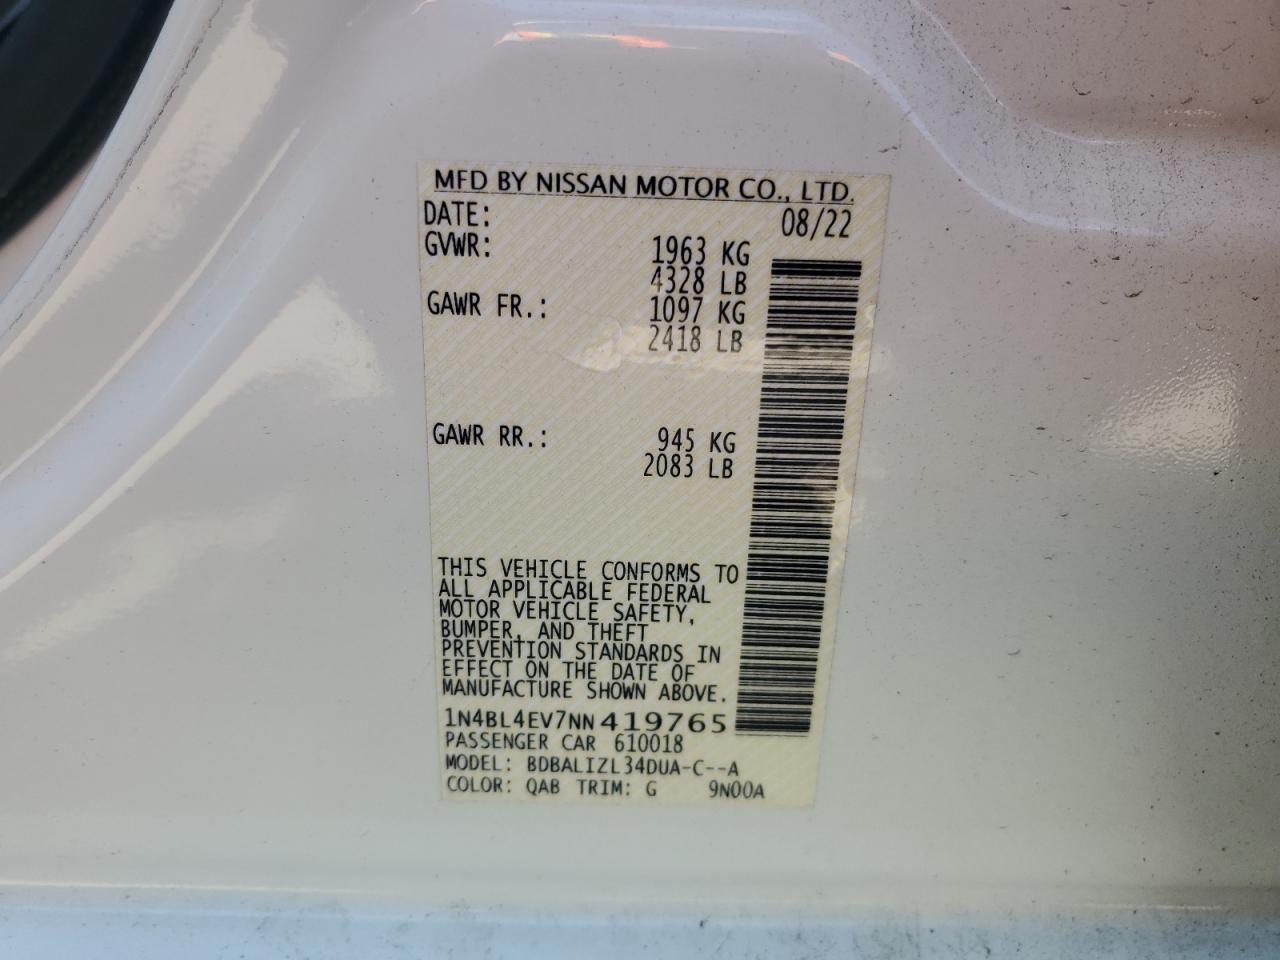 MFD BY NISSAN MOTOR CO., LTD.
DATE: 08/22
GVWR: 1963 KG
4328 LB
GAWR FR.: 1097 KG
2418 LB
GAWR RR.: 945 KG
2083 LB
THIS VEHICLE CONFORMS TO
ALL APPLICABLE FEDERAL
MOTOR VEHICLE SAFETY,
BUMPER, AND THEFT
PREVENTION STANDARDS IN
EFFECT ON THE DATE OF
MANUFACTURE SHOWN ABOVE.
1N4BL4EV7NN419765
PASSENGER CAR 610018
MODEL: BDBALIZL34DUA-C--A
COLOR: QAB TRIM: G 9N00A